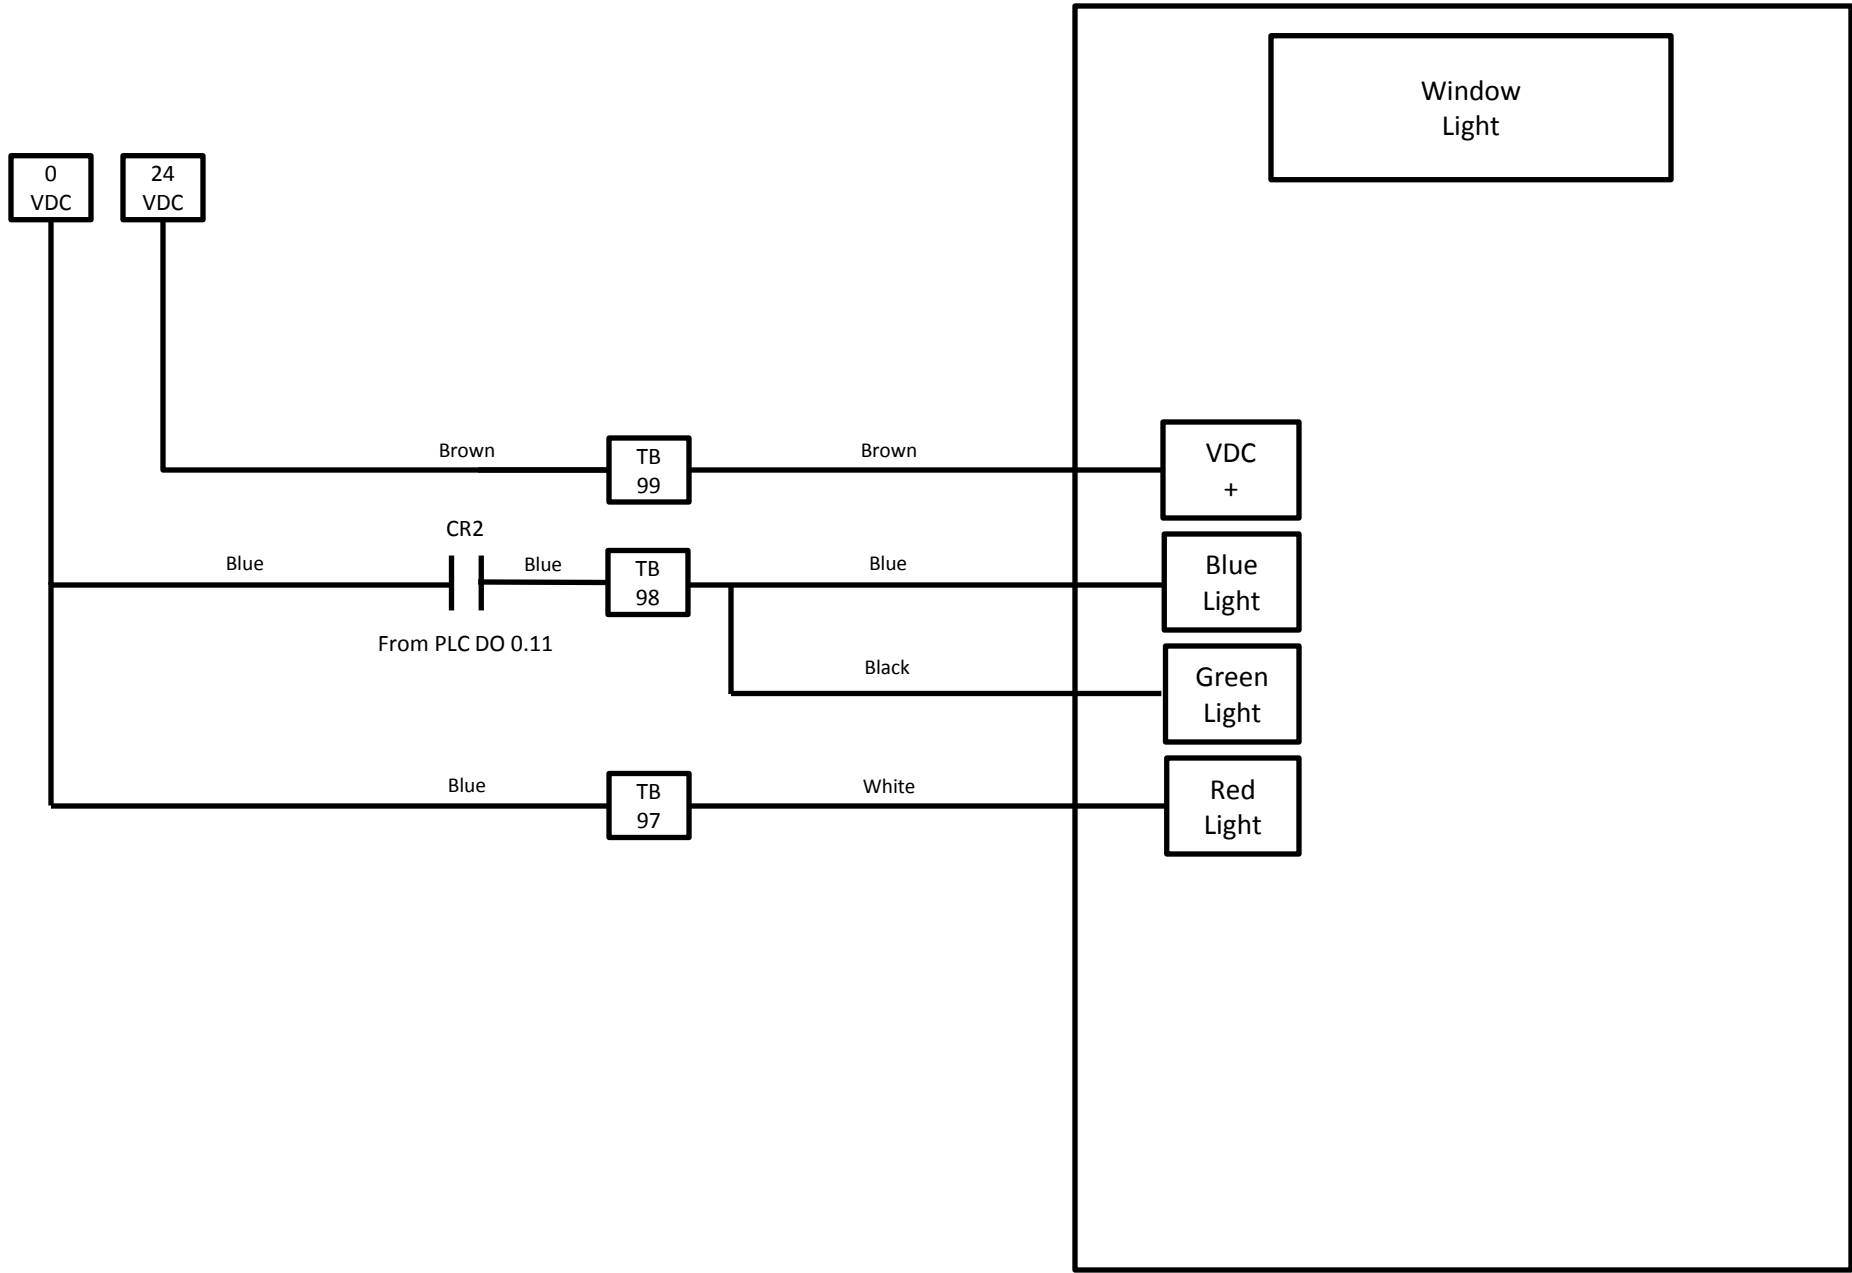 Window
Light
0
VDC
24
VDC
Brown
TB
99
Brown
VDC
+
CR2
Blue
Blue
TB
98
Blue
Blue
Light
From PLC DO 0.11
Black
Green
Light
Blue
TB
97
White
Red
Light